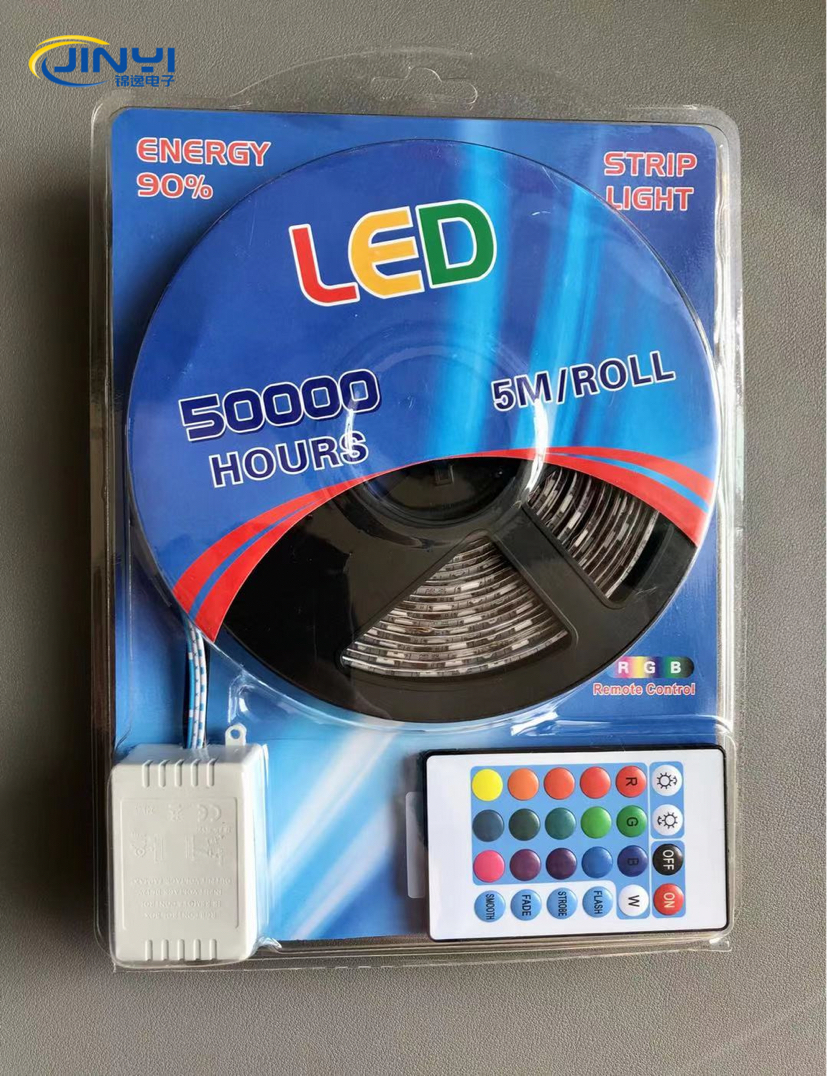 JINYI
锦逸电子
ENERGY
90%
STRIP
LIGHT
LED
50000
HOURS
5M/ROLL
R G B
Remote Control
R
G
OFF
B
ON
W
FLASH
STROBE
FADE
SMOOTH